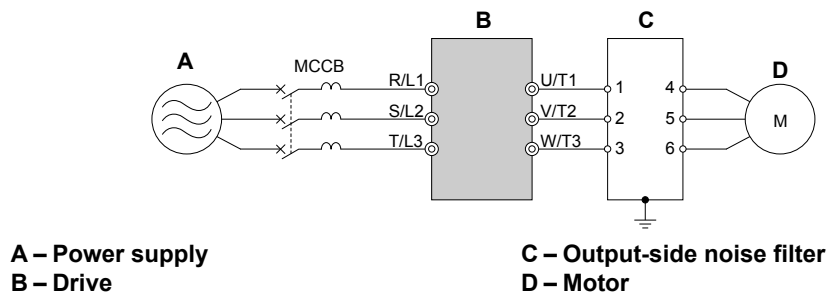 A
B
C
D
MCCB
R/L1
S/L2
T/L3
U/T1
V/T2
W/T3
1
2
3
4
5
6
M
A – Power supply
B – Drive
C – Output-side noise filter
D – Motor